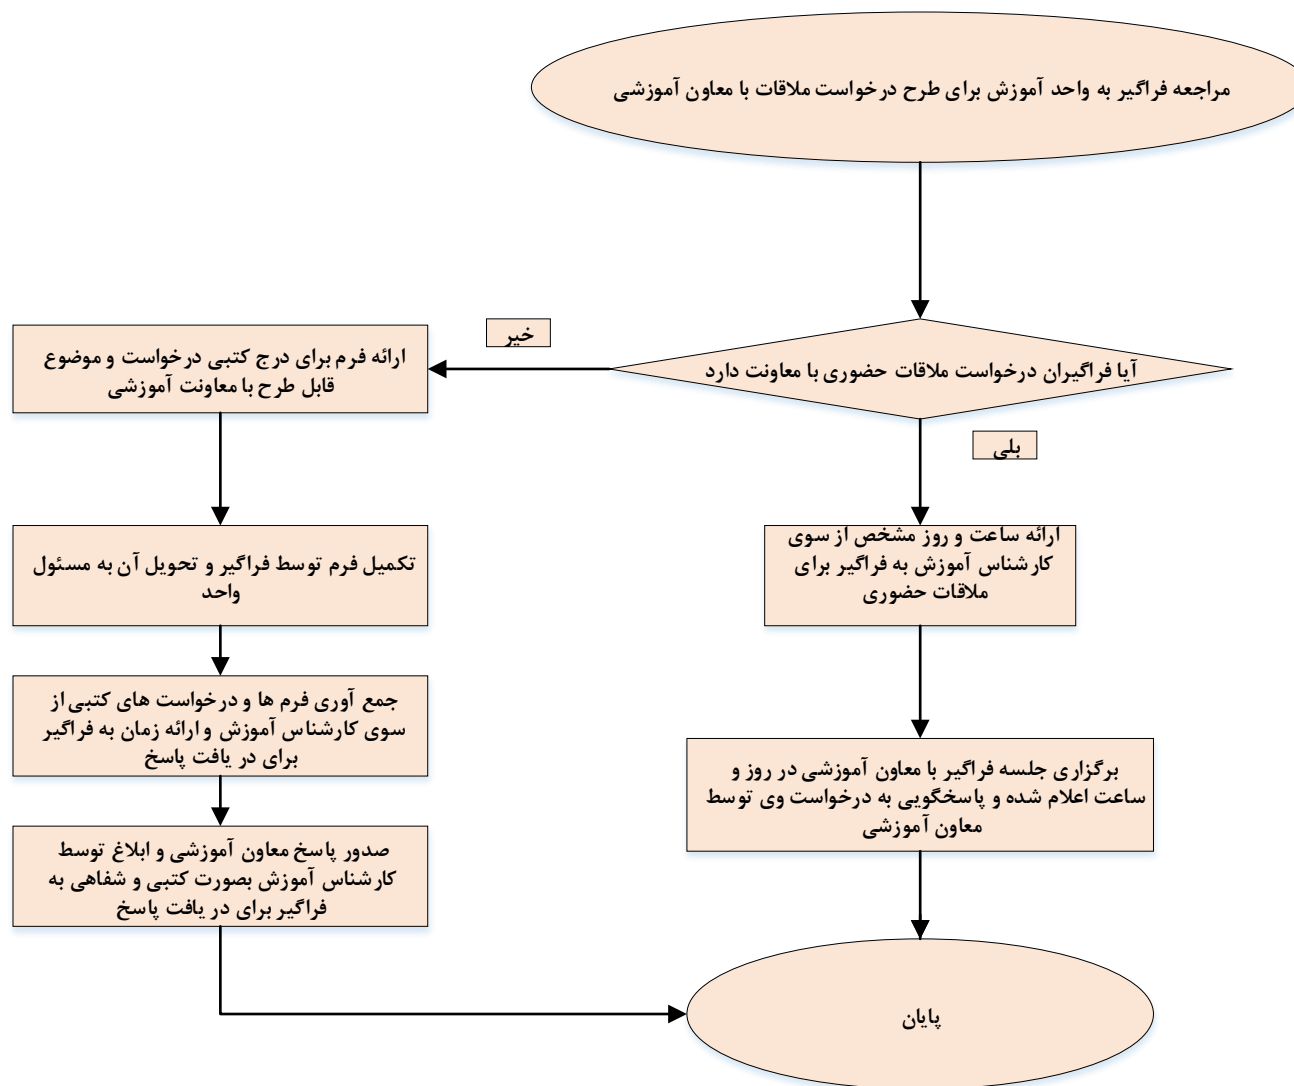 مراجعه فراگیر به واحد آموزش برای طرح درخواست ملاقات با معاون آموزشی
آیا فراگیران درخواست ملاقات حضوری با معاونت دارد
خیر
بلی
ارائه فرم برای درج کتبی درخواست و موضوع
قابل طرح با معاونت آموزشی
تکمیل فرم توسط فراگیر و تحویل آن به مسئول
واحد
جمع آوری فرم ها و درخواست های کتبی از
سوی کارشناس آموزش و ارائه زمان به فراگیر
برای در یافت پاسخ
صدور پاسخ معاون آموزشی و ابلاغ توسط
کارشناس آموزش بصورت کتبی و شفاهی به
فراگیر برای در یافت پاسخ
ارائه ساعت و روز مشخص از سوی
کارشناس آموزش به فراگیر برای
ملاقات حضوری
برگزاری جلسه فراگیر با معاون آموزشی در روز و
ساعت اعلام شده و پاسخگویی به درخواست وی توسط
معاون آموزشی
پایان